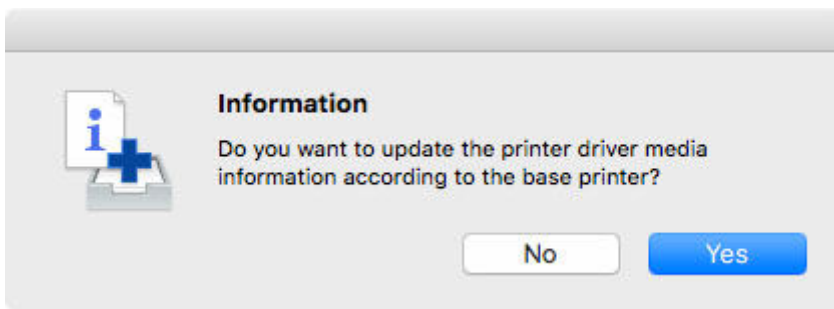 Information
Do you want to update the printer driver media
information according to the base printer?
No
Yes